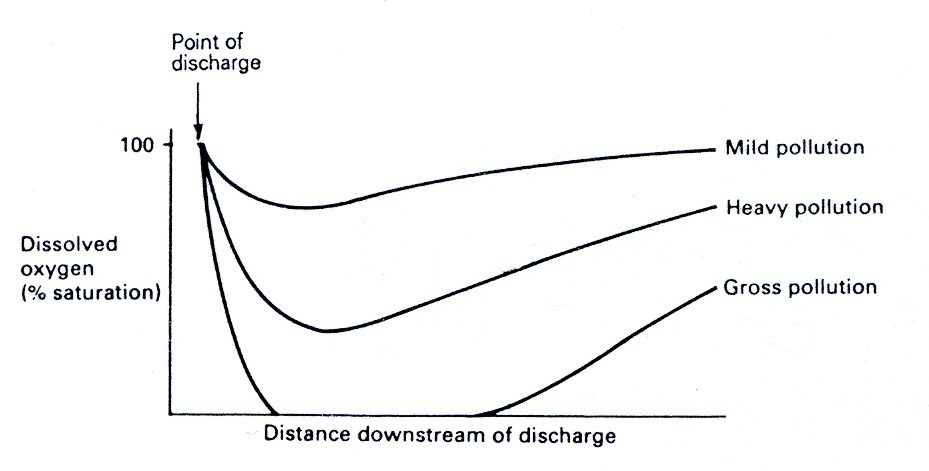 Point of
discharge
100
Mild pollution
Heavy pollution
Dissolved
oxygen
(% saturation)
Gross pollution
Distance downstream of discharge